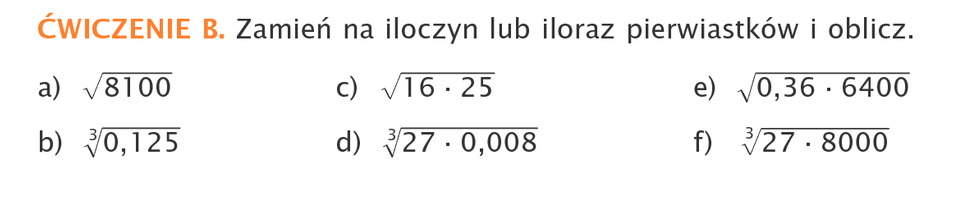 ĆWICZENIE B. Zamień na iloczyn lub iloraz pierwiastków i oblicz.
a) √8100 c) √16 · 25 e) √0,36 · 6400
b) ∛0,125 d) ∛27 · 0,008 f) ∛27 · 8000